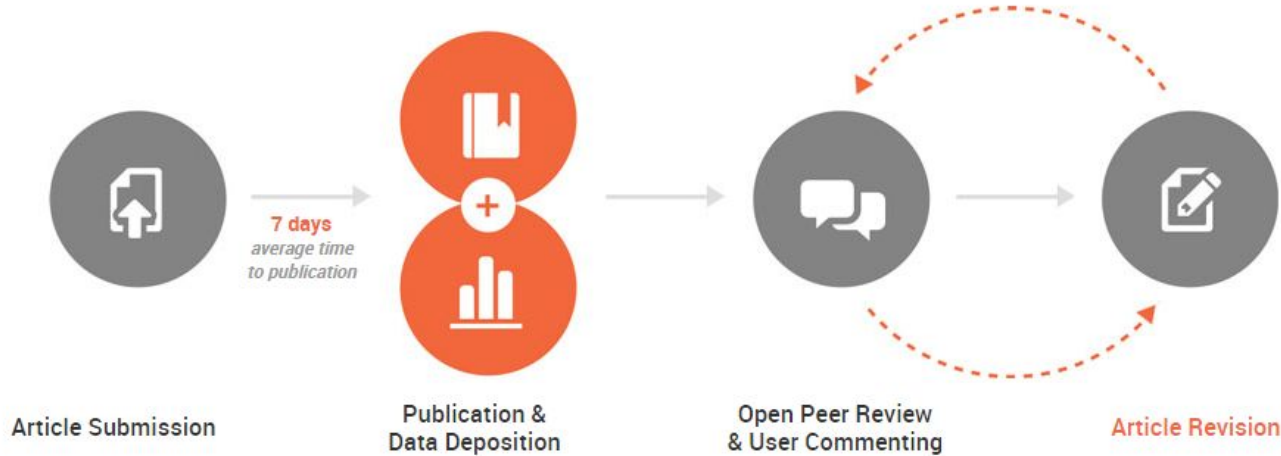 7 days
average time
to publication
Article Submission
Publication &
Data Deposition
Open Peer Review
& User Commenting
Article Revision